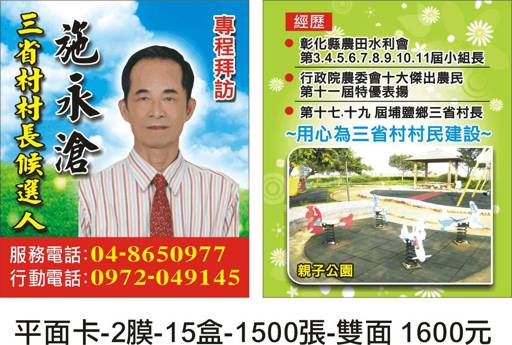 專程拜訪
施永滄
三省村村長候選人
服務電話:04-8650977
行動電話:0972-049145
經歷
● 彰化縣農田水利會
第3.4.5.6.7.8.9.10.11屆小組長
● 行政院農委會十大傑出農民
第十一屆特優表揚
● 第十七.十九 屆埔鹽鄉三省村長
~用心為三省村村民建設~
親子公園
平面卡-2膜-15盒-1500張-雙面 1600元